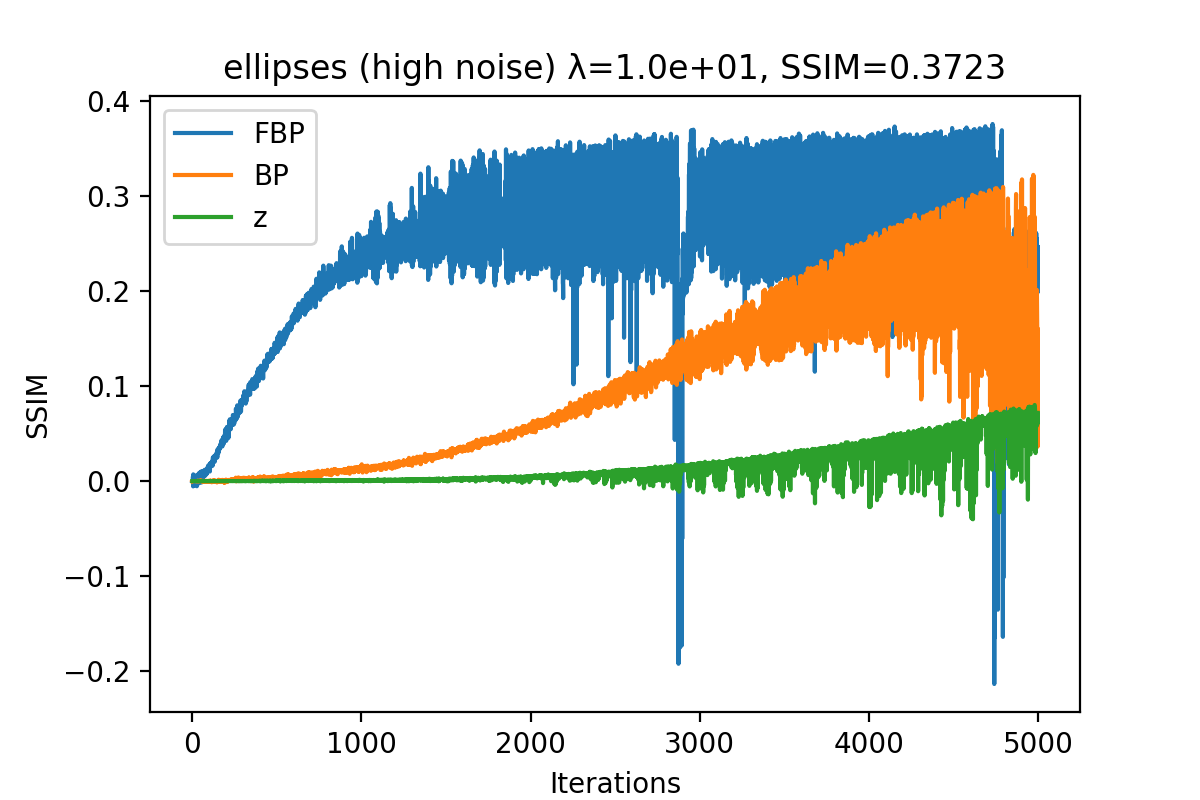 ellipses (high noise) λ=1.0e+01, SSIM=0.3723
FBP
BP
z
SSIM
0.4
0.3
0.2
0.1
0.0
−0.1
−0.2
0 1000 2000 3000 4000 5000
Iterations